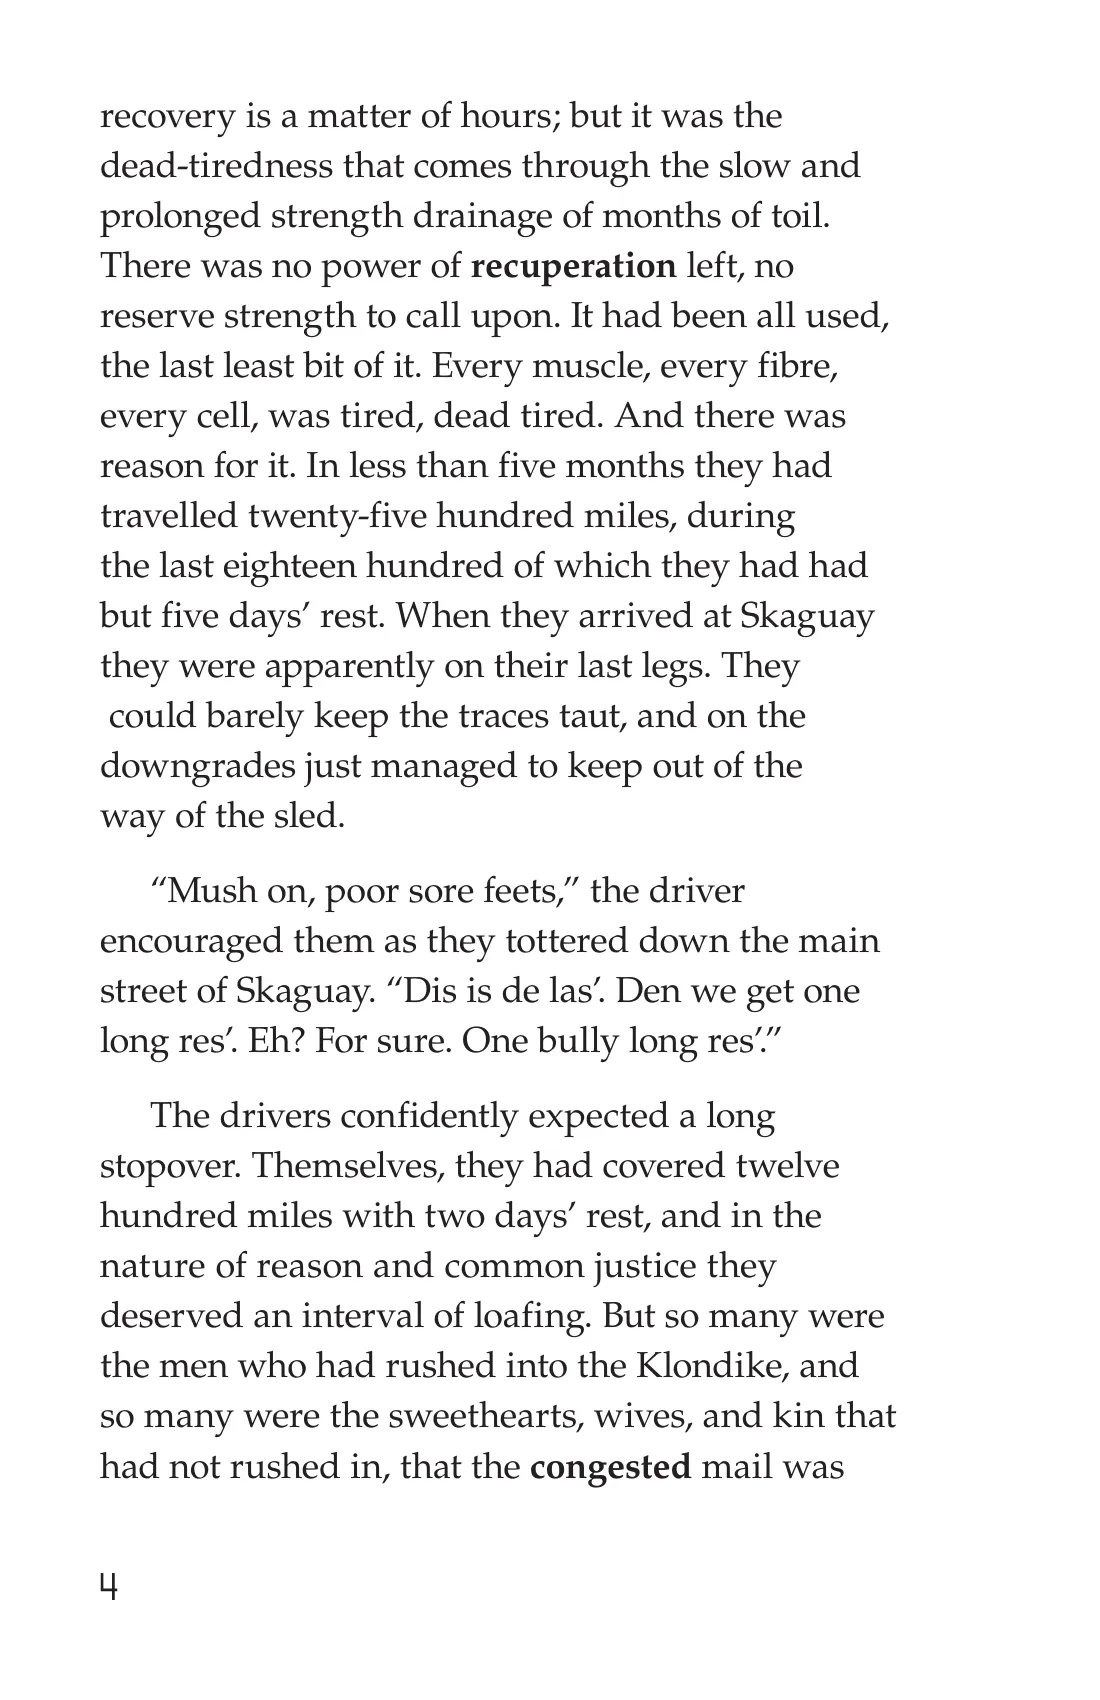 recovery is a matter of hours; but it was the
dead-tiredness that comes through the slow and
prolonged strength drainage of months of toil.
There was no power of recuperation left, no
reserve strength to call upon. It had been all used,
the last least bit of it. Every muscle, every fibre,
every cell, was tired, dead tired. And there was
reason for it. In less than five months they had
travelled twenty-five hundred miles, during
the last eighteen hundred of which they had had
but five days’ rest. When they arrived at Skaguay
they were apparently on their last legs. They
could barely keep the traces taut, and on the
downgrades just managed to keep out of the
way of the sled.
“Mush on, poor sore feets,” the driver
encouraged them as they tottered down the main
street of Skaguay. “Dis is de las’. Den we get one
long res’. Eh? For sure. One bully long res’.”
The drivers confidently expected a long
stopover. Themselves, they had covered twelve
hundred miles with two days’ rest, and in the
nature of reason and common justice they
deserved an interval of loafing. But so many were
the men who had rushed into the Klondike, and
so many were the sweethearts, wives, and kin that
had not rushed in, that the congested mail was
4